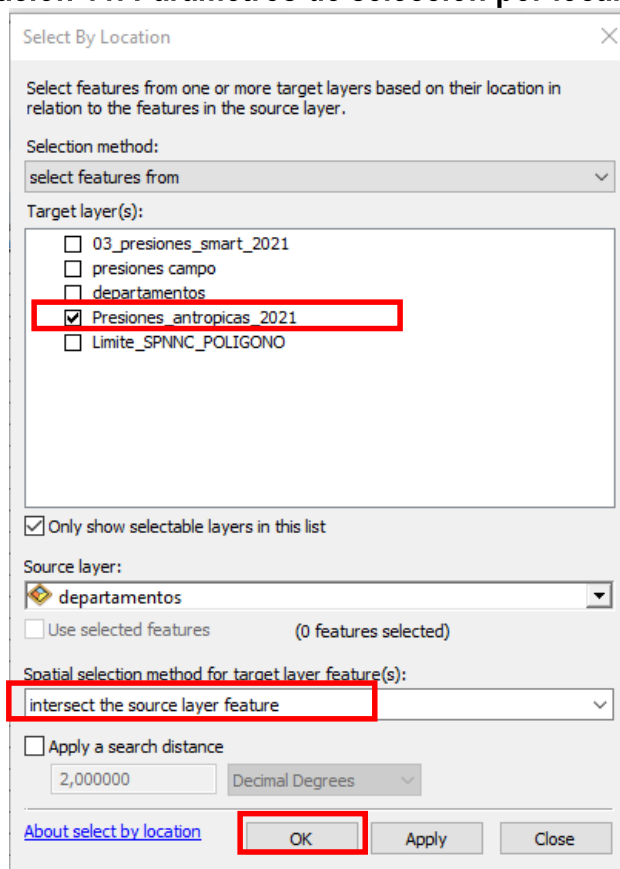 Parámetros de selección por
Select By Location
Select features from one or more target layers based on their location in
relation to the features in the source layer.
Selection method:
select features from
Target layer(s):
03_presiones_smart_2021
presiones campo
departamentos
Presiones_antropicas_2021
Limite_SPNNC_POLIGONO
Only show selectable layers in this list
Source layer:
departamentos
Use selected features (0 features selected)
Spatial selection method for target layer feature(s):
intersect the source layer feature
Apply a search distance
2,000000 Decimal Degrees
About select by location OK Apply Close